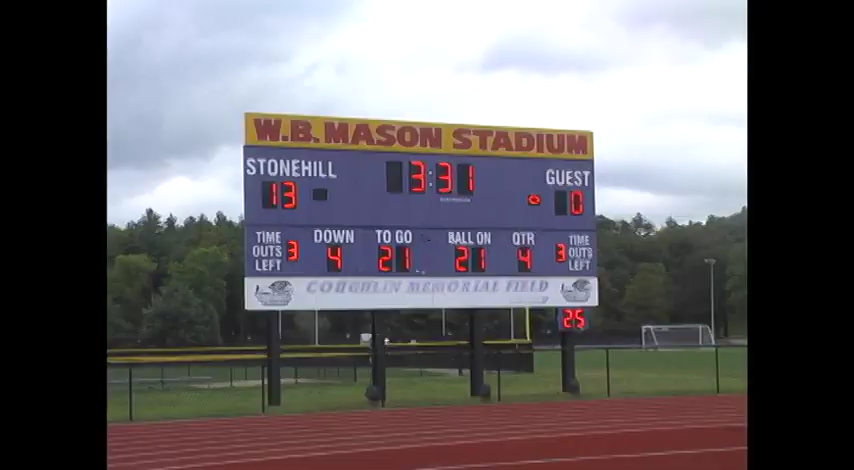 W.B. MASON STADIUM
STONEHILL 3:31 GUEST
13 0
TIME OUTS LEFT 3 DOWN 4 TO GO 21 BALL ON 21 QTR 4 3 TIME OUTS LEFT
COUGHLIN MEMORIAL FIELD
25